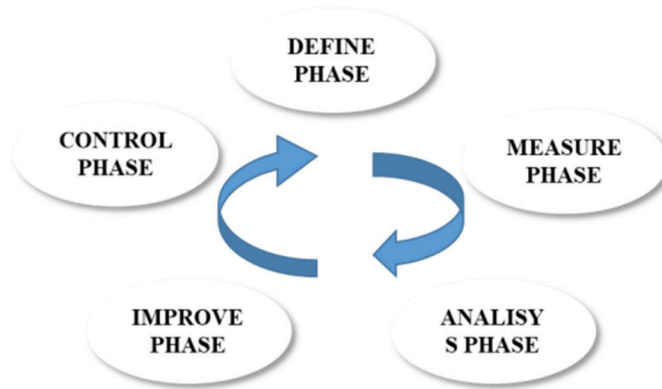 DEFINE
PHASE
CONTROL
PHASE
MEASURE
PHASE
IMPROVE
PHASE
ANALISY
S PHASE